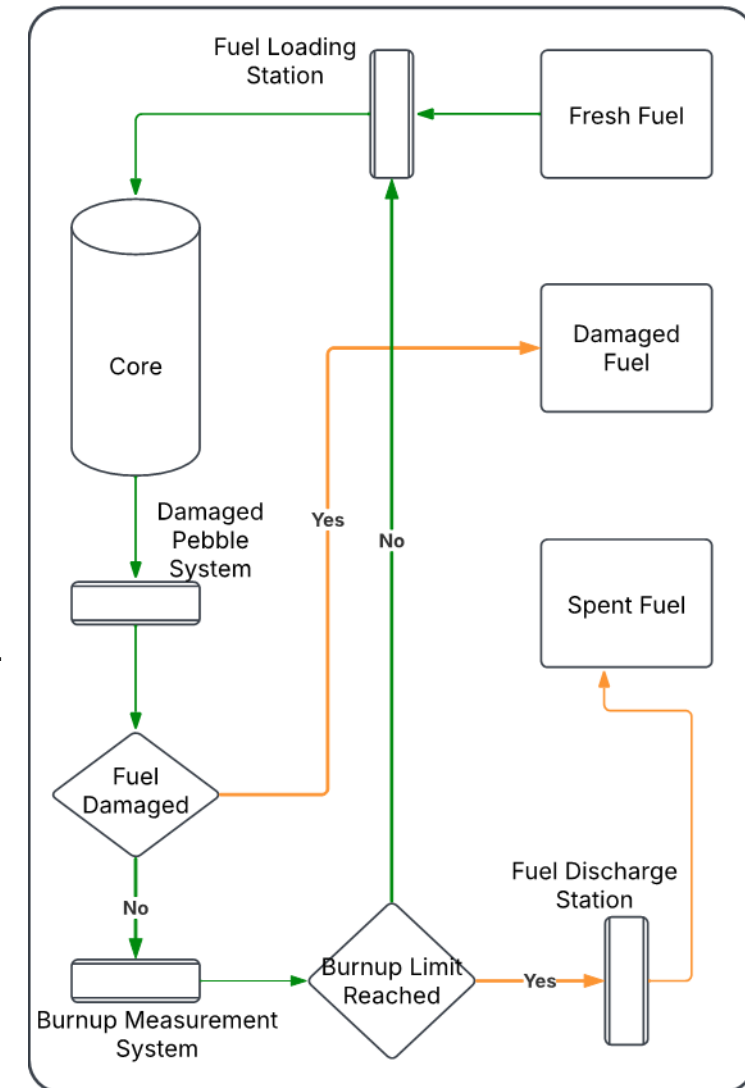 Fuel Loading
Station
Fresh Fuel
Core
Damaged
Fuel
Damaged
Pebble
System
Yes
No
Spent Fuel
Fuel
Damaged
No
Fuel Discharge
Station
Burnup Limit
Reached
Yes
Burnup Measurement
System